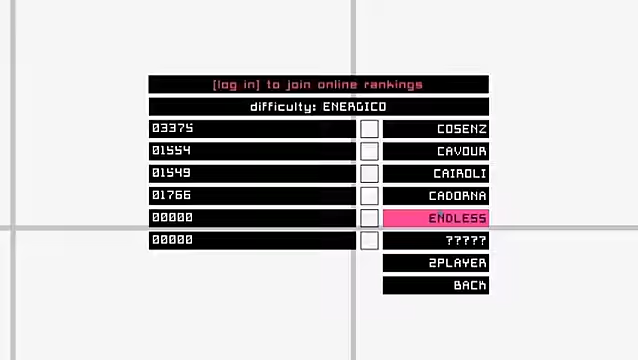 [log in] to join online rankings
difficulty: ENERGICO
03375 COSENZ
01554 CAVOUR
01549 CAIROLI
01766 CADORNA
00000 ENDLESS
00000 ?????
2PLAYER
BACK